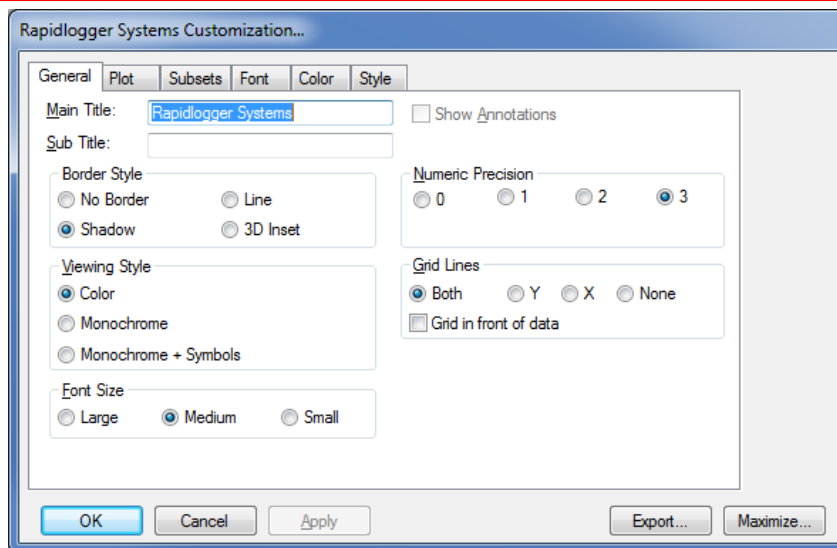 Rapidlogger Systems Customization...
General Plot Subsets Font Color Style
Main Title: Rapidlogger Systems Show Annotations
Sub Title:
Border Style Numeric Precision
No Border Line 0 1 2 3
Shadow 3D Inset
Viewing Style Grid Lines
Color Both Y X None
Monochrome Grid in front of data
Monochrome + Symbols
Font Size
Large Medium Small
OK Cancel Apply Export... Maximize...